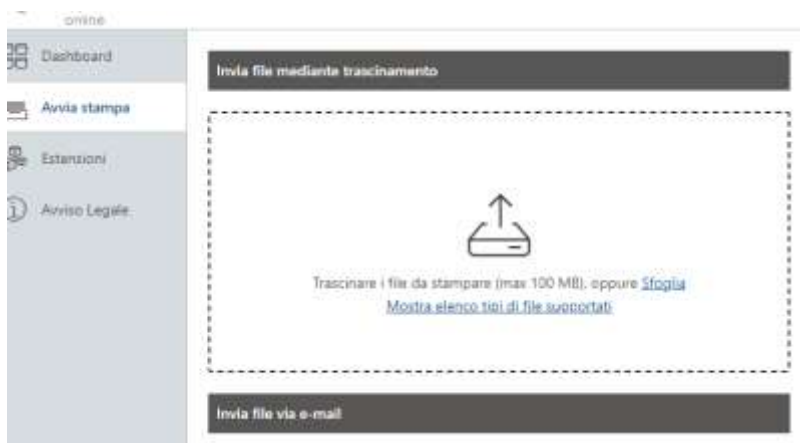 online
Dashboard
Invia file mediante trascinamento
Avvia stampa
Estensioni
Avviso Legale
Trascinare i file da stampare (max 100 MB), oppure Sfoglia
Mostra elenco tipi di file supportati
Invia file via e-mail